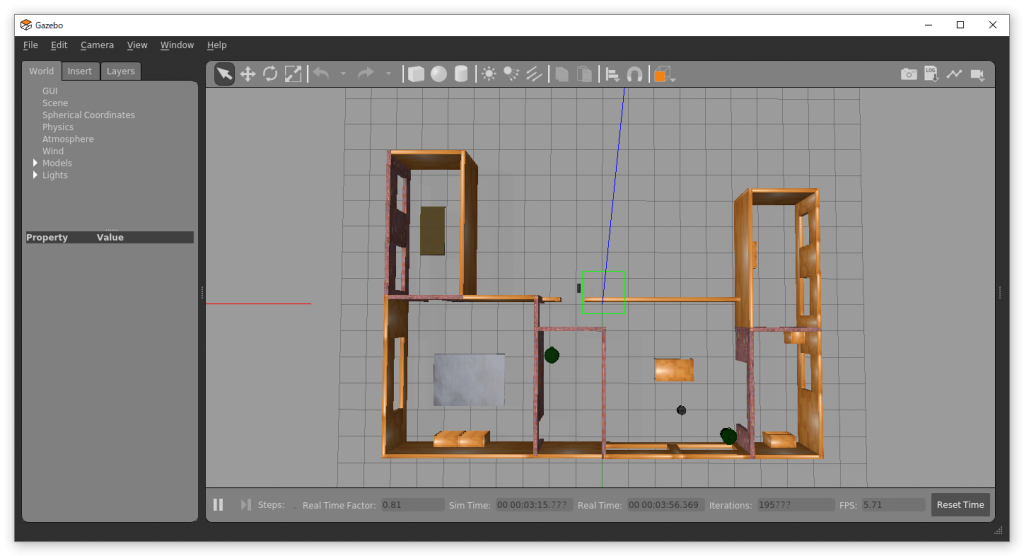 Gazebo
File Edit Camera View Window Help
World Insert Layers
LOG
GUI
Scene
Spherical Coordinates
Physics
Atmosphere
Wind
Models
Lights
Property Value
Steps: Real Time Factor: 0.81 Sim Time: 00 00:03:15.??? Real Time: 00 00:03:56.569 Iterations: 195??? FPS: 5.71 Reset Time